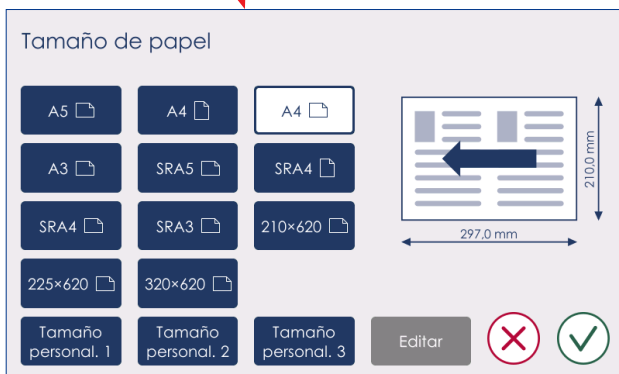 Tamaño de papel
A5 A4 A4
A3 SRA5 SRA4
SRA4 SRA3 210×620
225×620 320×620
210,0 mm
297,0 mm
Tamaño personal. 1
Tamaño personal. 2
Tamaño personal. 3
Editar